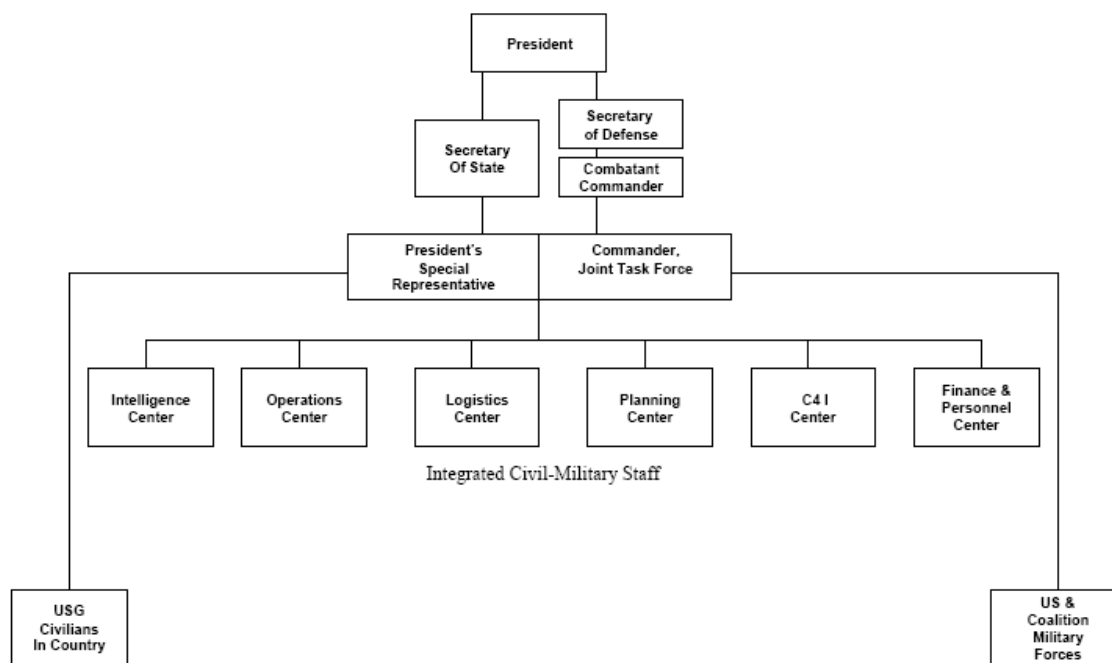 President
Secretary
of Defense
Secretary
Of State
Combatant
Commander
President's
Special
Representative
Commander,
Joint Task Force
Intelligence
Center
Operations
Center
Logistics
Center
Planning
Center
C4 I
Center
Finance &
Personnel
Center
Integrated Civil-Military Staff
USG
Civilians
In Country
US &
Coalition
Military
Forces